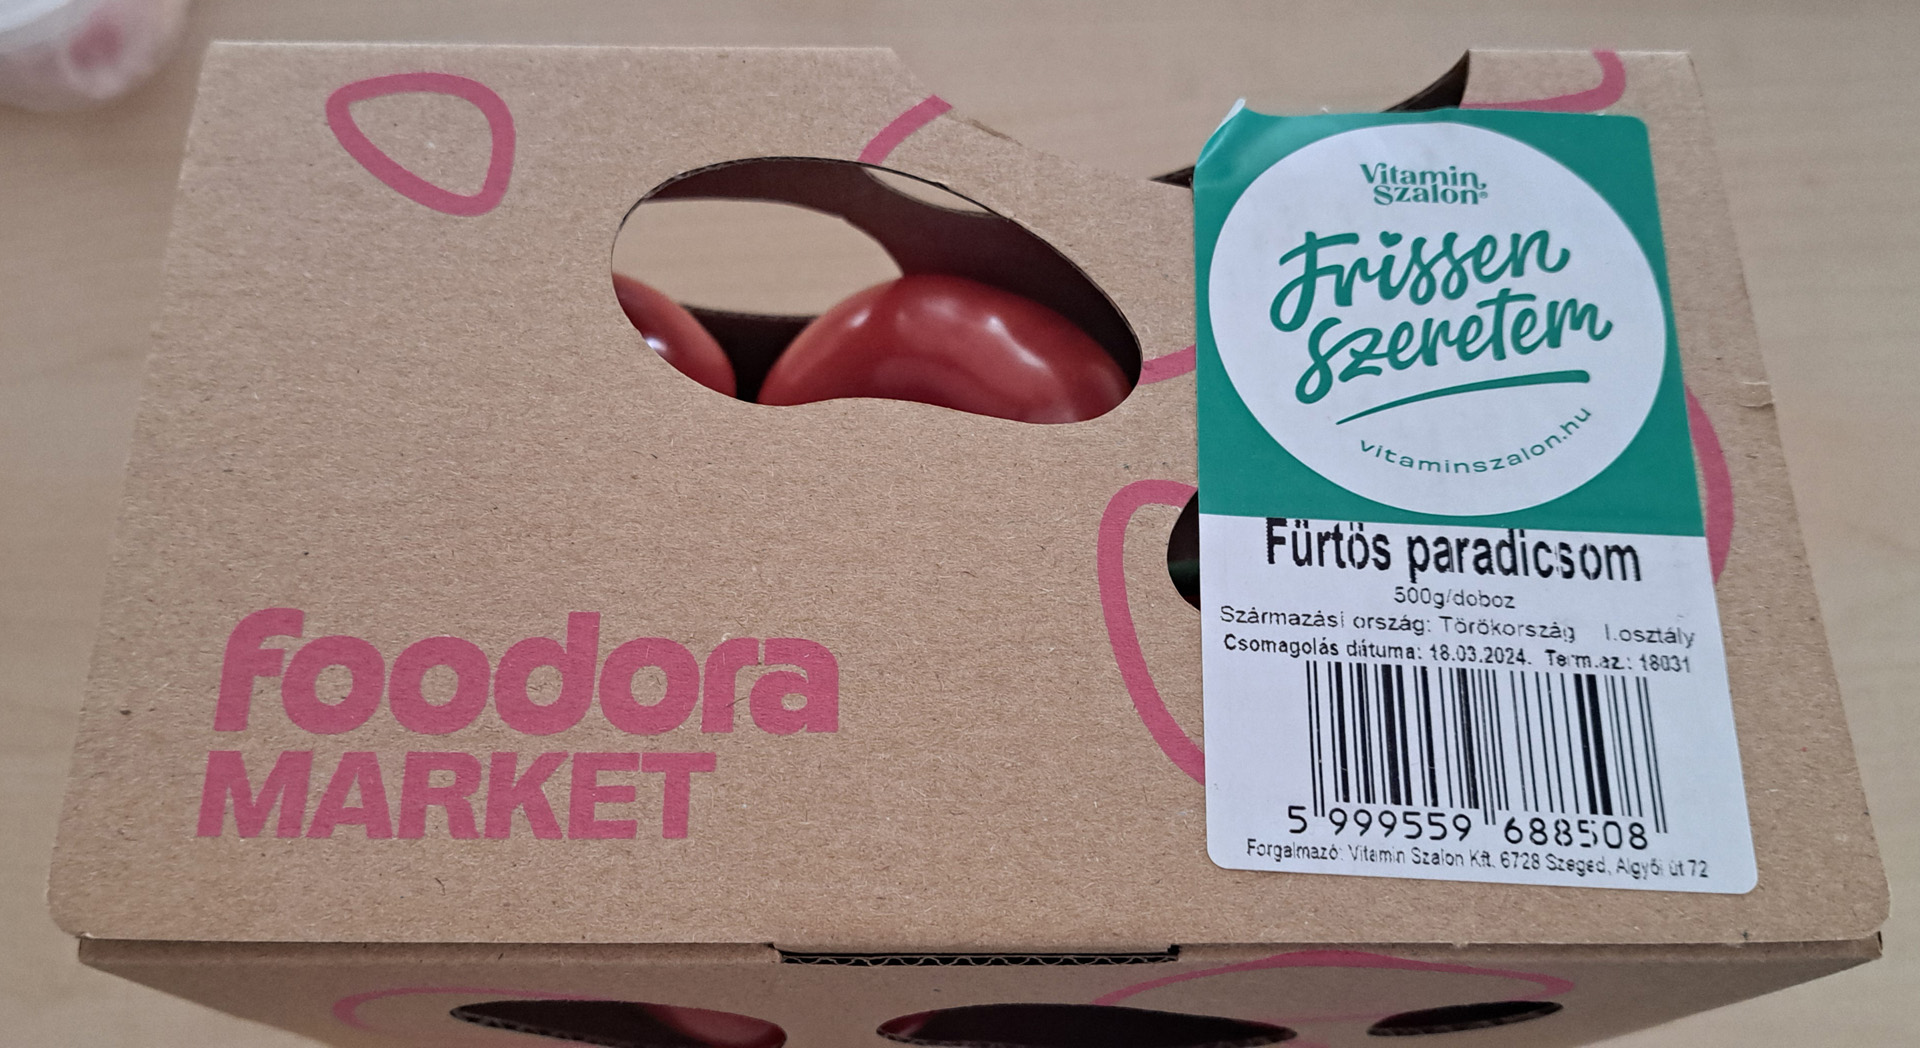 foodora
MARKET
Vitamin
Szalon®
Frissen
szeretem
vitaminszalon.hu
Fürtös paradicsom
500g/doboz
Származási ország: Törökország I.osztály
Csomagolás dátuma: 18.03.2024. Term.az.: 18031
5 999559 688508
Forgalmazó: Vitamin Szalon Kft. 6728 Szeged, Algyői út 72